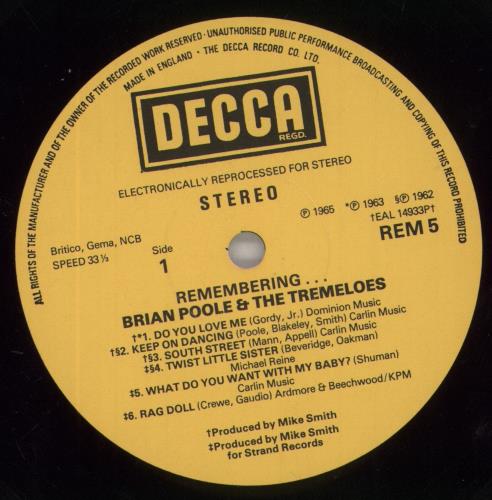 ALL RIGHTS OF THE MANUFACTURER AND OF THE OWNER OF THE RECORDED WORK RESERVED · UNAUTHORISED PUBLIC PERFORMANCE BROADCASTING AND COPYING OF THIS RECORD PROHIBITED
MADE IN ENGLAND · THE DECCA RECORD CO. LTD.
DECCA
REGD.
ELECTRONICALLY REPROCESSED FOR STEREO
STEREO
℗ 1965 *℗ 1963 §℗ 1962
†EAL 14933P†
REM 5
Britico, Gema, NCB
SPEED 33⅓
Side
1
REMEMBERING . . .
BRIAN POOLE & THE TREMELOES
†*1. DO YOU LOVE ME (Gordy, Jr.) Dominion Music
†§2. KEEP ON DANCING (Poole, Blakeley, Smith) Carlin Music
†§3. SOUTH STREET (Mann, Appell) Carlin Music
‡§4. TWIST LITTLE SISTER (Beveridge, Oakman)
Michael Reine
‡5. WHAT DO YOU WANT WITH MY BABY? (Shuman)
Carlin Music
‡6. RAG DOLL (Crewe, Gaudio) Ardmore & Beechwood/KPM
†Produced by Mike Smith
‡Produced by Mike Smith
for Strand Records